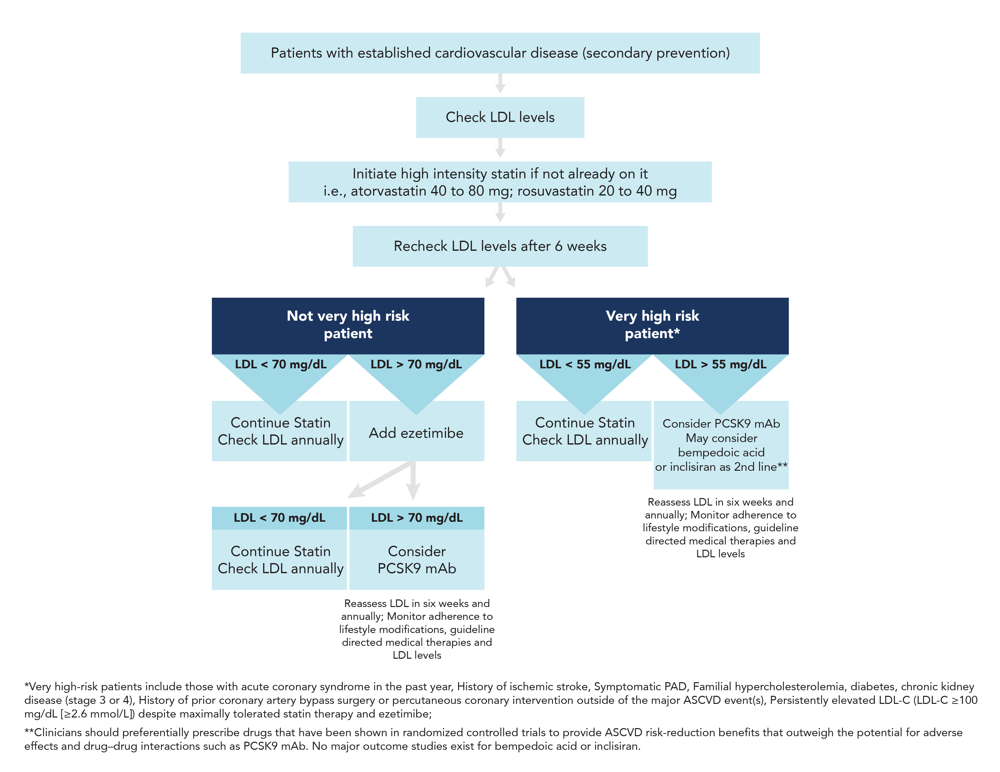 Patients with established cardiovascular disease (secondary prevention)
Check LDL levels
Initiate high intensity statin if not already on it
i.e., atorvastatin 40 to 80 mg; rosuvastatin 20 to 40 mg
Recheck LDL levels after 6 weeks
Not very high risk
patient
LDL < 70 mg/dL
LDL > 70 mg/dL
Continue Statin
Check LDL annually
Add ezetimibe
LDL < 70 mg/dL
LDL > 70 mg/dL
Continue Statin
Check LDL annually
Consider
PCSK9 mAb
Reassess LDL in six weeks and
annually; Monitor adherence to
lifestyle modifications, guideline
directed medical therapies and
LDL levels
Very high risk
patient*
LDL < 55 mg/dL
LDL > 55 mg/dL
Continue Statin
Check LDL annually
Consider PCSK9 mAb
May consider
bempedoic acid
or inclisiran as 2nd line**
Reassess LDL in six weeks and
annually; Monitor adherence to
lifestyle modifications, guideline
directed medical therapies and
LDL levels
*Very high-risk patients include those with acute coronary syndrome in the past year, History of ischemic stroke, Symptomatic PAD, Familial hypercholesterolemia, diabetes, chronic kidney
disease (stage 3 or 4), History of prior coronary artery bypass surgery or percutaneous coronary intervention outside of the major ASCVD event(s), Persistently elevated LDL-C (LDL-C ≥100
mg/dL [≥2.6 mmol/L]) despite maximally tolerated statin therapy and ezetimibe;
**Clinicians should preferentially prescribe drugs that have been shown in randomized controlled trials to provide ASCVD risk-reduction benefits that outweigh the potential for adverse
effects and drug–drug interactions such as PCSK9 mAb. No major outcome studies exist for bempedoic acid or inclisiran.